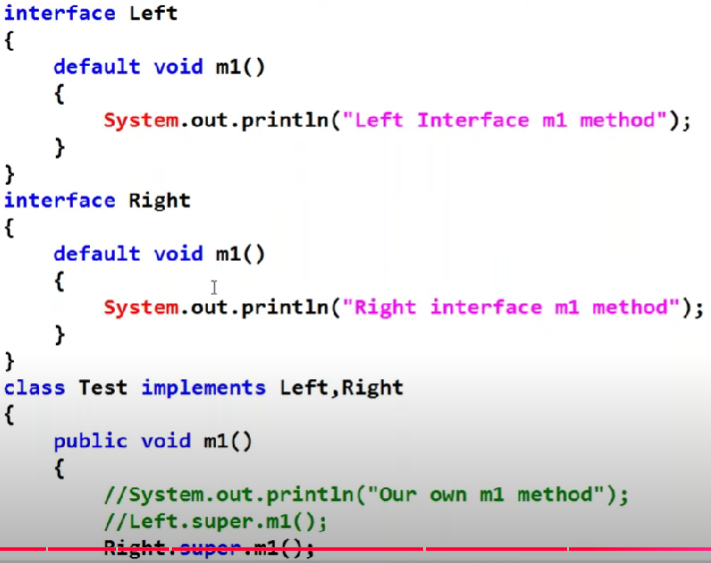 interface Left
{
default void m1()
{
System.out.println("Left Interface m1 method");
}
}
interface Right
{
default void m1()
{
System.out.println("Right interface m1 method");
}
}
class Test implements Left,Right
{
public void m1()
{
//System.out.println("Our own m1 method");
//Left.super.m1();
Right.super.m1();